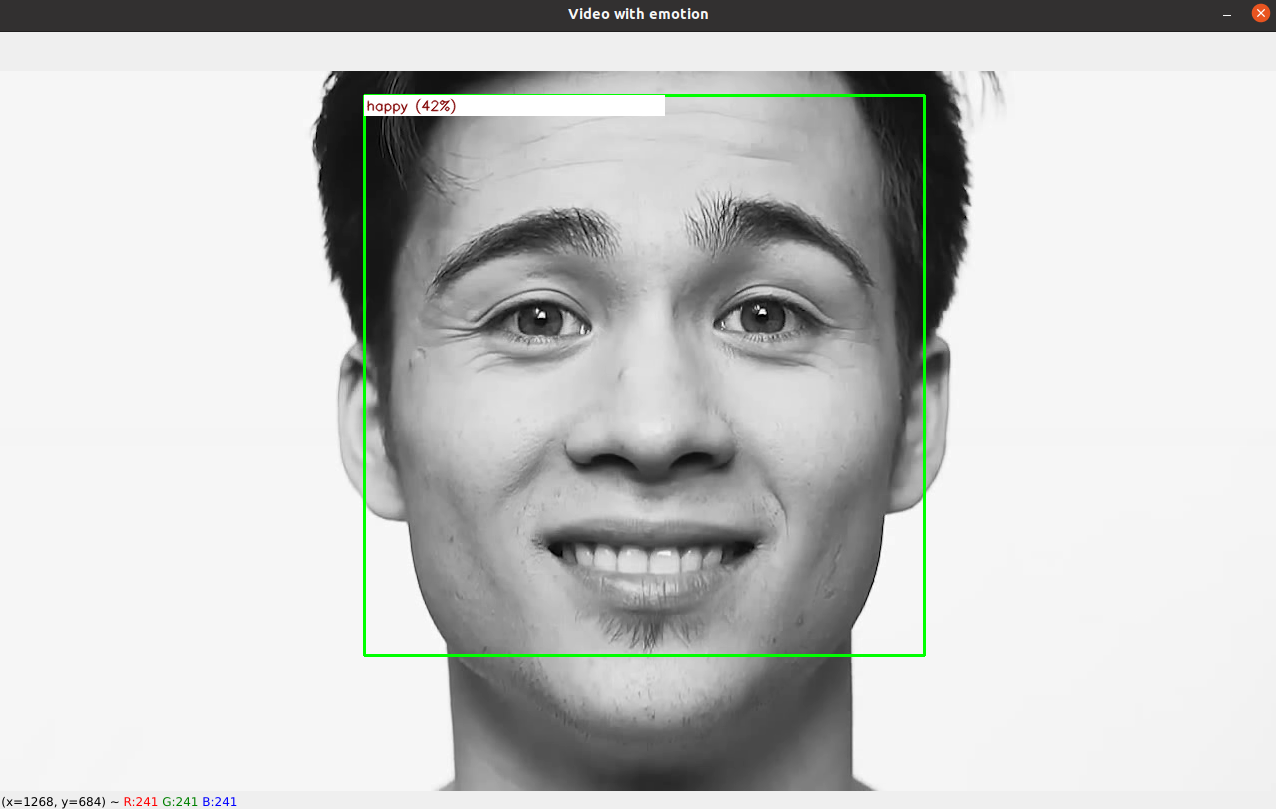 Video with emotion
happy (42%)
(x=1268, y=684) ~ R:241 G:241 B:241